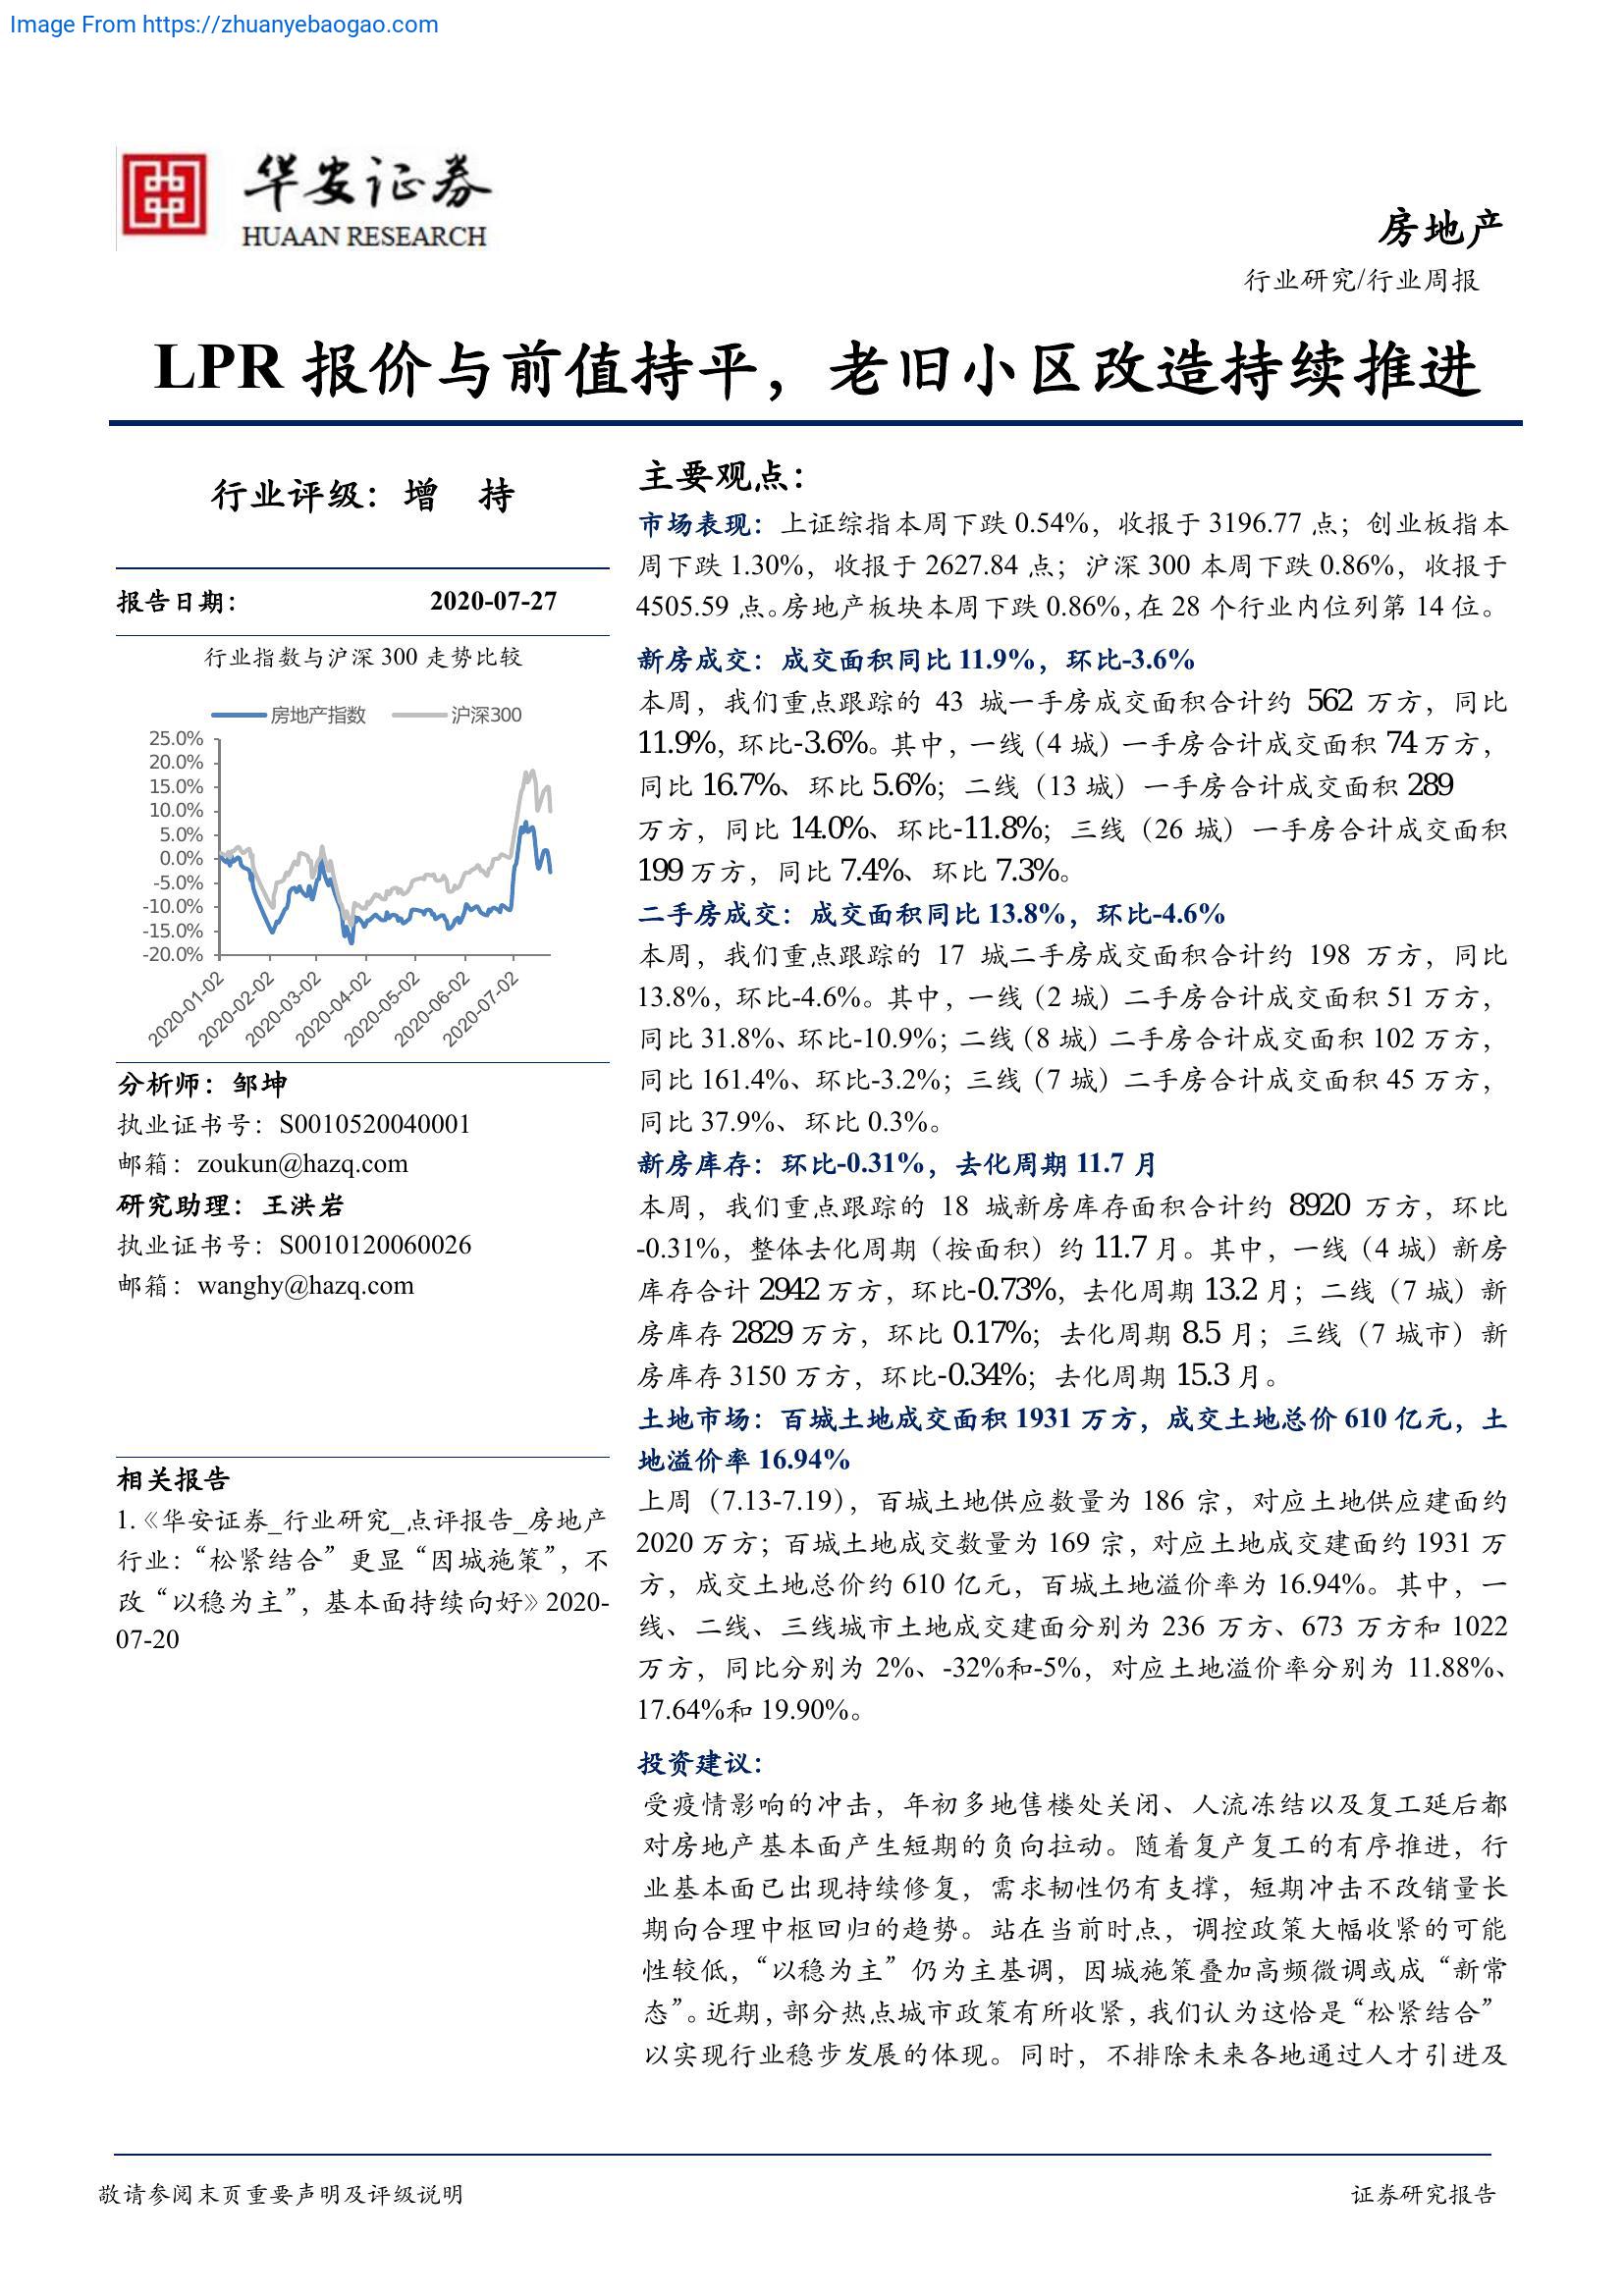 Image From https://zhuanyebaogao.com
华安证券
HUAAN RESEARCH
房地产
行业研究/行业周报
LPR 报价与前值持平，老旧小区改造持续推进
行业评级：增 持
报告日期： 2020-07-27
行业指数与沪深 300 走势比较
房地产指数 沪深300
25.0%
20.0%
15.0%
10.0%
5.0%
0.0%
-5.0%
-10.0%
-15.0%
-20.0%
2020-01-02
2020-02-02
2020-03-02
2020-04-02
2020-05-02
2020-06-02
2020-07-02
分析师：邹坤
执业证书号：S0010520040001
邮箱：zoukun@hazq.com
研究助理：王洪岩
执业证书号：S0010120060026
邮箱：wanghy@hazq.com
相关报告
1.《华安证券_行业研究_点评报告_房地产
行业：“松紧结合”更显“因城施策”，不
改“以稳为主”，基本面持续向好》2020-
07-20
主要观点：
市场表现：上证综指本周下跌 0.54%，收报于 3196.77 点；创业板指本
周下跌 1.30%，收报于 2627.84 点；沪深 300 本周下跌 0.86%，收报于
4505.59 点。房地产板块本周下跌 0.86%，在 28 个行业内位列第 14 位。
新房成交：成交面积同比 11.9%，环比-3.6%
本周，我们重点跟踪的 43 城一手房成交面积合计约 562 万方，同比
11.9%，环比-3.6%。其中，一线（4 城）一手房合计成交面积 74 万方，
同比 16.7%、环比 5.6%；二线（13 城）一手房合计成交面积 289
万方，同比 14.0%、环比-11.8%；三线（26 城）一手房合计成交面积
199 万方，同比 7.4%、环比 7.3%。
二手房成交：成交面积同比 13.8%，环比-4.6%
本周，我们重点跟踪的 17 城二手房成交面积合计约 198 万方，同比
13.8%，环比-4.6%。其中，一线（2 城）二手房合计成交面积 51 万方，
同比 31.8%、环比-10.9%；二线（8 城）二手房合计成交面积 102 万方，
同比 161.4%、环比-3.2%；三线（7 城）二手房合计成交面积 45 万方，
同比 37.9%、环比 0.3%。
新房库存：环比-0.31%，去化周期 11.7 月
本周，我们重点跟踪的 18 城新房库存面积合计约 8920 万方，环比
-0.31%，整体去化周期（按面积）约 11.7 月。其中，一线（4 城）新房
库存合计 2942 万方，环比-0.73%，去化周期 13.2 月；二线（7 城）新
房库存 2829 万方，环比 0.17%；去化周期 8.5 月；三线（7 城市）新
房库存 3150 万方，环比-0.34%；去化周期 15.3 月。
土地市场：百城土地成交面积 1931 万方，成交土地总价 610 亿元，土
地溢价率 16.94%
上周（7.13-7.19），百城土地供应数量为 186 宗，对应土地供应建面约
2020 万方；百城土地成交数量为 169 宗，对应土地成交建面约 1931 万
方，成交土地总价约 610 亿元，百城土地溢价率为 16.94%。其中，一
线、二线、三线城市土地成交建面分别为 236 万方、673 万方和 1022
万方，同比分别为 2%、-32%和-5%，对应土地溢价率分别为 11.88%、
17.64%和 19.90%。
投资建议：
受疫情影响的冲击，年初多地售楼处关闭、人流冻结以及复工延后都
对房地产基本面产生短期的负向拉动。随着复产复工的有序推进，行
业基本面已出现持续修复，需求韧性仍有支撑，短期冲击不改销量长
期向合理中枢回归的趋势。站在当前时点，调控政策大幅收紧的可能
性较低，“以稳为主”仍为主基调，因城施策叠加高频微调或成“新常
态”。近期，部分热点城市政策有所收紧，我们认为这恰是“松紧结合”
以实现行业稳步发展的体现。同时，不排除未来各地通过人才引进及
敬请参阅末页重要声明及评级说明 证券研究报告